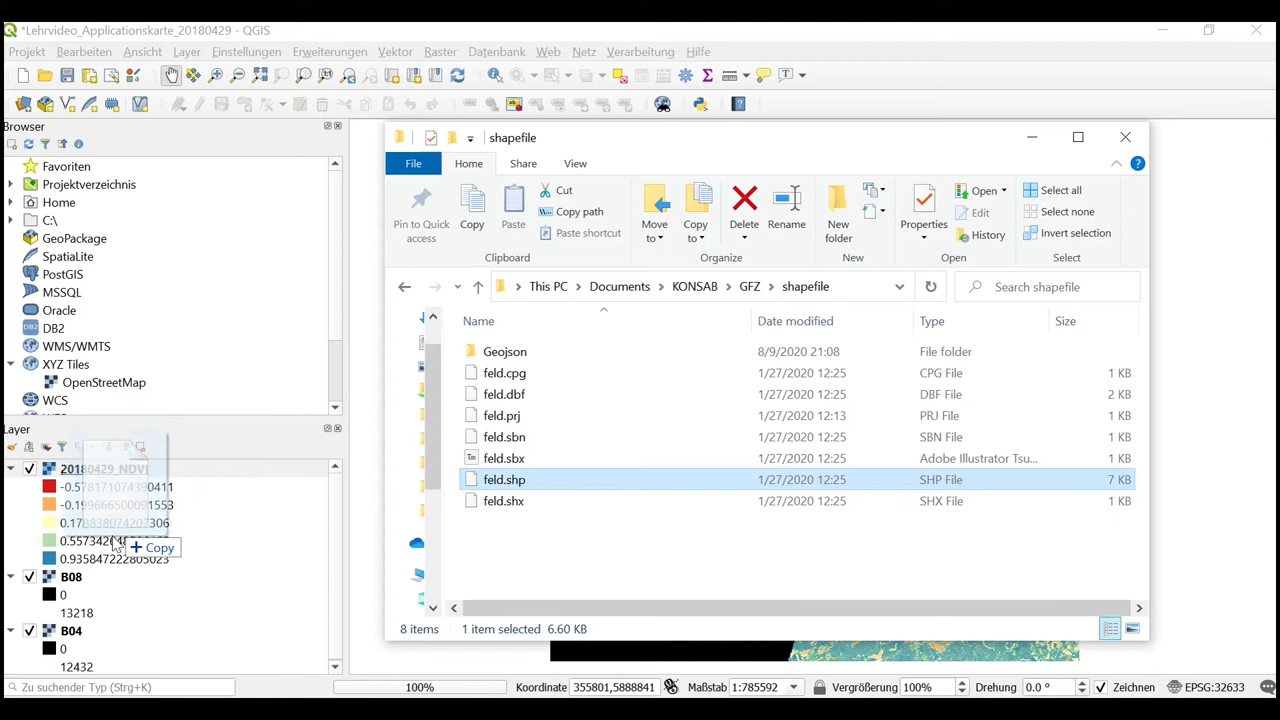 *Lehrvideo_Applicationskarte_20180429 - QGIS
Projekt Bearbeiten Ansicht Layer Einstellungen Erweiterungen Vektor Raster Datenbank Web Netz Verarbeitung Hilfe
Browser
Favoriten
Projektverzeichnis
Home
C:\
GeoPackage
SpatiaLite
PostGIS
MSSQL
Oracle
DB2
WMS/WMTS
XYZ Tiles
OpenStreetMap
WCS
Layer
20180429_NDVI
-0.578171074390411
-0.199666500091553
0.178838074207306
0.935847222805023
B08
0
13218
B04
0
12432
shapefile
File Home Share View
Pin to Quick access
Copy
Paste
Cut
Copy path
Paste shortcut
Clipboard
Move to
Copy to
Delete
Rename
Organize
New folder
New
Properties
Open
Edit
History
Open
Select all
Select none
Invert selection
Select
This PC > Documents > KONSAB > GFZ > shapefile
Search shapefile
Name Date modified Type Size
Geojson 8/9/2020 21:08 File folder
feld.cpg 1/27/2020 12:25 CPG File 1 KB
feld.dbf 1/27/2020 12:25 DBF File 2 KB
feld.prj 1/27/2020 12:13 PRJ File 1 KB
feld.sbn 1/27/2020 12:25 SBN File 1 KB
feld.sbx 1/27/2020 12:25 Adobe Illustrator Tsu... 1 KB
feld.shp 1/27/2020 12:25 SHP File 7 KB
feld.shx 1/27/2020 12:25 SHX File 1 KB
+ Copy
8 items 1 item selected 6.60 KB
Zu suchender Typ (Strg+K) 100% Koordinate 355801,5888841 Maßstab 1:785592 Vergrößerung 100% Drehung 0.0 ° Zeichnen EPSG:32633